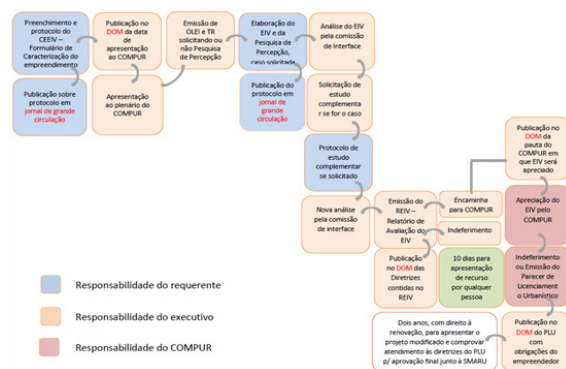 Preenchimento e
protocolo do
CEEIV –
Formulário de
Caracterização do
empreendimento
Publicação no
DOM da data de
apresentação
ao COMPUR
Emissão de
OLEI e TR
solicitando ou
não Pesquisa
de Percepção
Elaboração do
EIV e da
Pesquisa de
Percepção,
caso solicitada
Análise do EIV
pela comissão
de Interface
Publicação sobre
protocolo em
jornal de grande
circulação
Apresentação
ao plenário do
COMPUR
Publicação do
protocolo em
jornal de
grande
circulação
Solicitação de
estudo
complementa
r se for o caso
Protocolo de
estudo
complementar
se solicitado
Nova análise
pela comissão
de interface
Emissão do
REIV –
Relatório de
Avaliação do
EIV
Encaminha
para COMPUR
Indeferimento
Publicação no
DOM da
pauta do
COMPUR em
que EIV será
apreciado
Apreciação do
EIV pelo
COMPUR
Publicação
no DOM das
Diretrizes
contidas no
REIV
10 dias para
apresentação
de recurso
por qualquer
pessoa
Indeferimento
ou Emissão do
Parecer de
Licenciament
o Urbanístico
Dois anos, com direito à
renovação, para apresentar o
projeto modificado e comprovar
atendimento às diretrizes do PLU
p/ aprovação final junto à SMARU
Publicação no
DOM do PLU
com
obrigações do
empreendedor
Responsabilidade do requerente
Responsabilidade do executivo
Responsabilidade do COMPUR